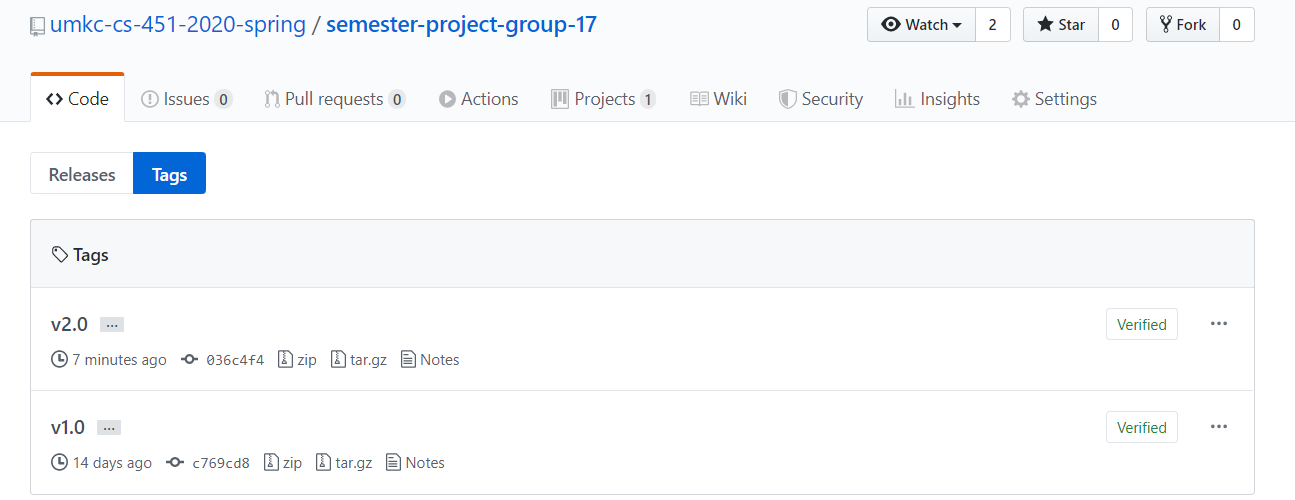 umkc-cs-451-2020-spring / semester-project-group-17 Watch 2 Star 0 Fork 0
Code Issues 0 Pull requests 0 Actions Projects 1 Wiki Security Insights Settings
Releases Tags
Tags
v2.0 ... Verified ...
7 minutes ago 036c4f4 zip tar.gz Notes
v1.0 ... Verified ...
14 days ago c769cd8 zip tar.gz Notes